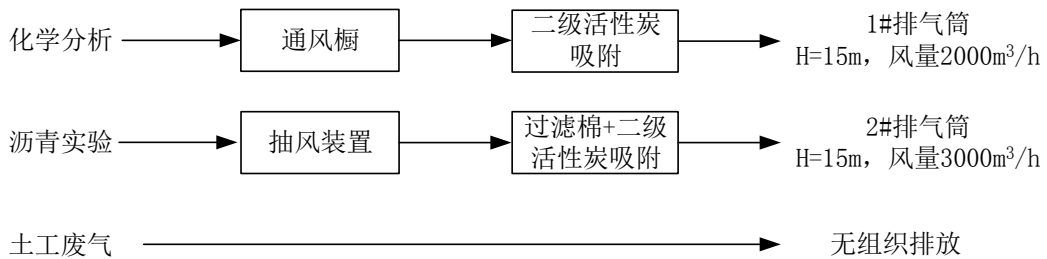 化学分析
通风橱
二级活性炭
吸附
1#排气筒
H=15m，风量2000m³/h
沥青实验
抽风装置
过滤棉+二级
活性炭吸附
2#排气筒
H=15m，风量3000m³/h
土工废气
无组织排放